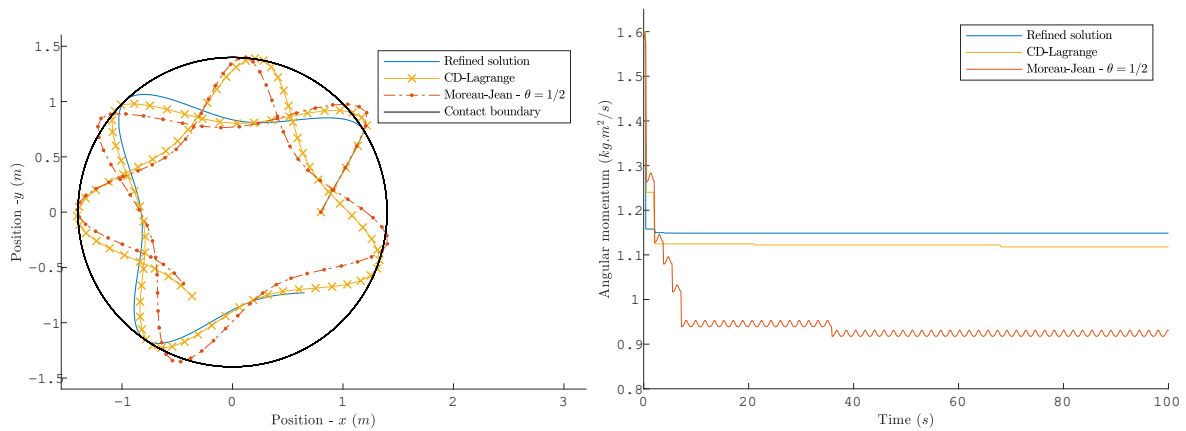 1.5
1
0.5
0
−0.5
−1
−1.5
−1
0
1
2
3
Position -y (m)
Position - x (m)
Refined solution
CD-Lagrange
Moreau-Jean - θ = 1/2
Contact boundary
1.6
1.5
1.4
1.3
1.2
1.1
1
0.9
0.8
0
20
40
60
80
100
Angular momentum (kg.m²/s)
Time (s)
Refined solution
CD-Lagrange
Moreau-Jean - θ = 1/2